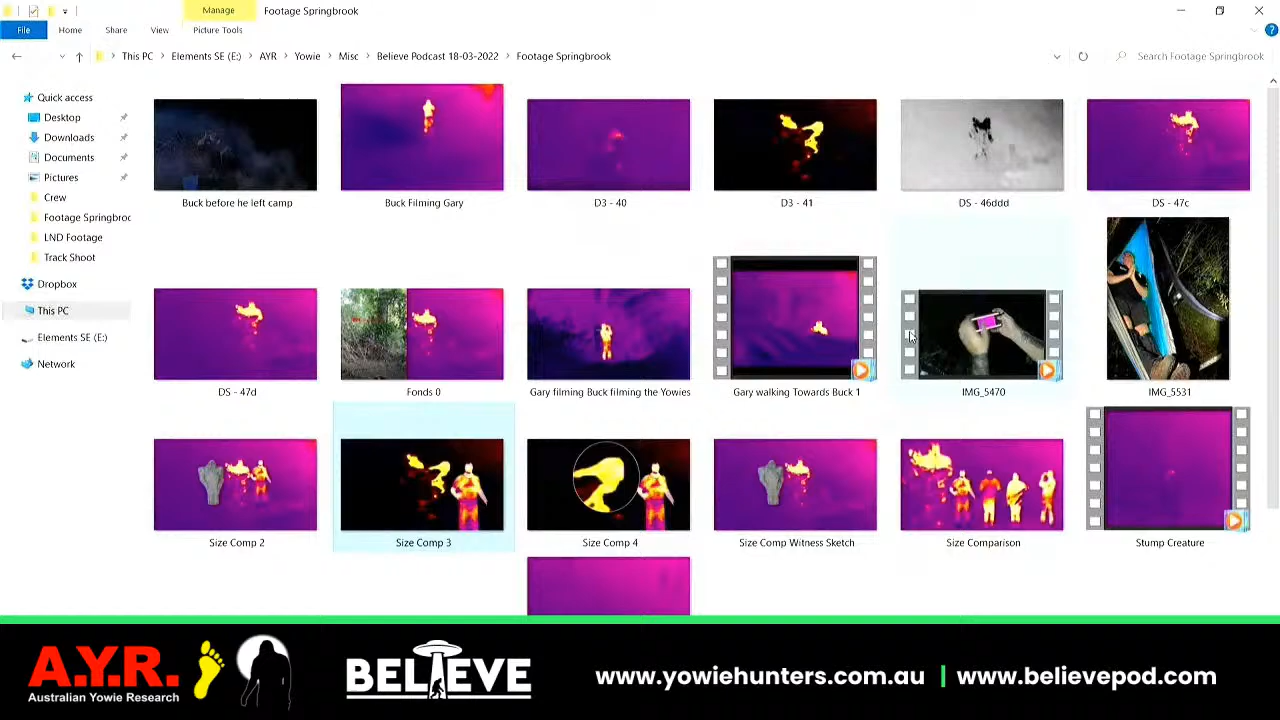 Manage
Footage Springbrook
File
Home
Share
View
Picture Tools
This PC
Elements SE (E:)
AYR
Yowie
Misc
Believe Podcast 18-03-2022
Footage Springbrook
Search Footage Springbrook
Quick access
Desktop
Downloads
Documents
Pictures
Crew
Footage Springbroo
LND Footage
Track Shoot
Dropbox
This PC
Elements SE (E:)
Network
Buck before he left camp
Buck Filming Gary
D3 - 40
D3 - 41
DS - 46ddd
DS - 47c
DS - 47d
Fonds 0
Gary filming Buck filming the Yowies
Gary walking Towards Buck 1
IMG_5470
IMG_5531
Size Comp 2
Size Comp 3
Size Comp 4
Size Comp Witness Sketch
Size Comparison
Stump Creature
A.Y.R.
Australian Yowie Research
BELIEVE
www.yowiehunters.com.au | www.believepod.com